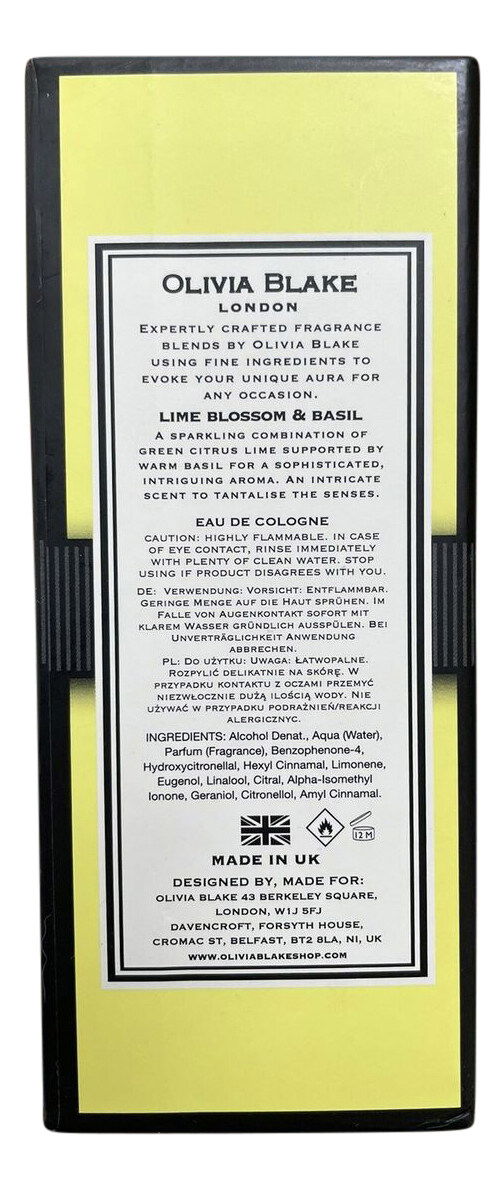 OLIVIA BLAKE
LONDON
EXPERTLY CRAFTED FRAGRANCE
BLENDS BY OLIVIA BLAKE
USING FINE INGREDIENTS TO
EVOKE YOUR UNIQUE AURA FOR
ANY OCCASION.
LIME BLOSSOM & BASIL
A SPARKLING COMBINATION OF
GREEN CITRUS LIME SUPPORTED BY
WARM BASIL FOR A SOPHISTICATED,
INTRIGUING AROMA. AN INTRICATE
SCENT TO TANTALISE THE SENSES.
EAU DE COLOGNE
CAUTION: HIGHLY FLAMMABLE. IN CASE
OF EYE CONTACT, RINSE IMMEDIATELY
WITH PLENTY OF CLEAN WATER. STOP
USING IF PRODUCT DISAGREES WITH YOU.
DE: VERWENDUNG: VORSICHT: ENTFLAMMBAR.
GERINGE MENGE AUF DIE HAUT SPRÜHEN. IM
FALLE VON AUGENKONTAKT SOFORT MIT
KLAREM WASSER GRÜNDLICH AUSSPÜLEN. BEI
UNVERTRÄGLICHKEIT ANWENDUNG
ABBRECHEN.
PL: DO UŻYTKU: UWAGA: ŁATWOPALNE.
ROZPYLIĆ DELIKATNIE NA SKÓRĘ. W
PRZYPADKU KONTAKTU Z OCZAMI PRZEMYĆ
NIEZWŁOCZNIE DUŻĄ ILOŚCIĄ WODY. NIE
UŻYWAĆ W PRZYPADKU PODRAŻNIEŃ/REAKCJI
ALERGICZNYC.
INGREDIENTS: Alcohol Denat., Aqua (Water),
Parfum (Fragrance), Benzophenone-4,
Hydroxycitronellal, Hexyl Cinnamal, Limonene,
Eugenol, Linalool, Citral, Alpha-Isomethyl
Ionone, Geraniol, Citronellol, Amyl Cinnamal.
12 M
MADE IN UK
DESIGNED BY, MADE FOR:
OLIVIA BLAKE 43 BERKELEY SQUARE,
LONDON, W1J 5FJ
DAVENCROFT, FORSYTH HOUSE,
CROMAC ST, BELFAST, BT2 8LA, NI, UK
WWW.OLIVIABLAKESHOP.COM